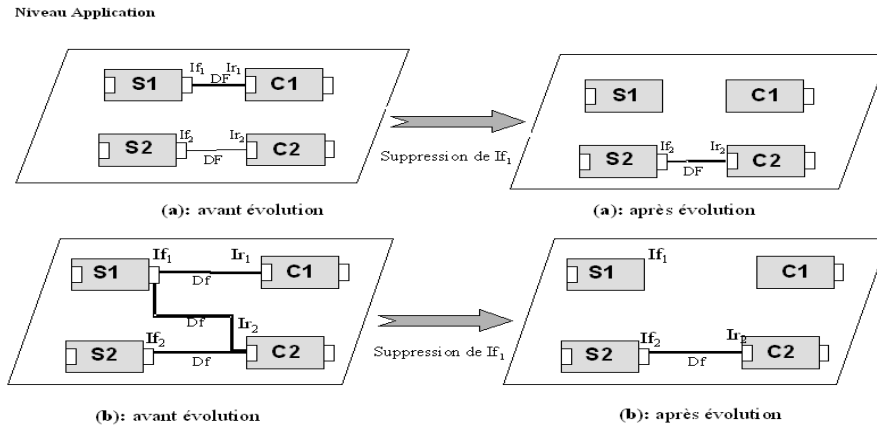 Niveau Application
If1 Ir1
S1 DF C1
If2 Ir2
S2 DF C2
Suppression de If1
S1 C1
If2 Ir2
S2 DF C2
(a): avant évolution
(a): après évolution
If1 Ir1
S1 Df C1
Df Ir2
If2
S2 Df C2
Suppression de If1
If1
S1 C1
If2 Ir2
S2 Df C2
(b): avant évolution
(b): après évolution